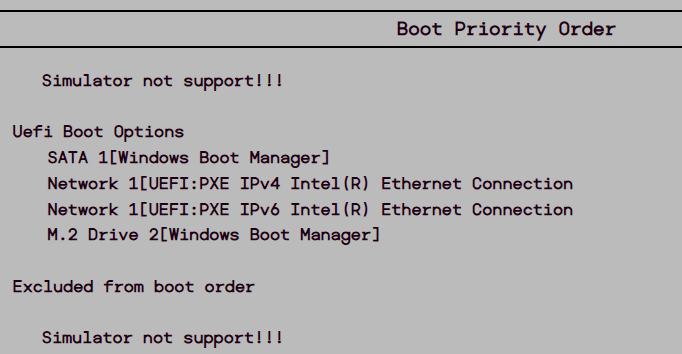 Boot Priority Order
Simulator not support!!!
Uefi Boot Options
SATA 1[Windows Boot Manager]
Network 1[UEFI:PXE IPv4 Intel(R) Ethernet Connection
Network 1[UEFI:PXE IPv6 Intel(R) Ethernet Connection
M.2 Drive 2[Windows Boot Manager]
Excluded from boot order
Simulator not support!!!